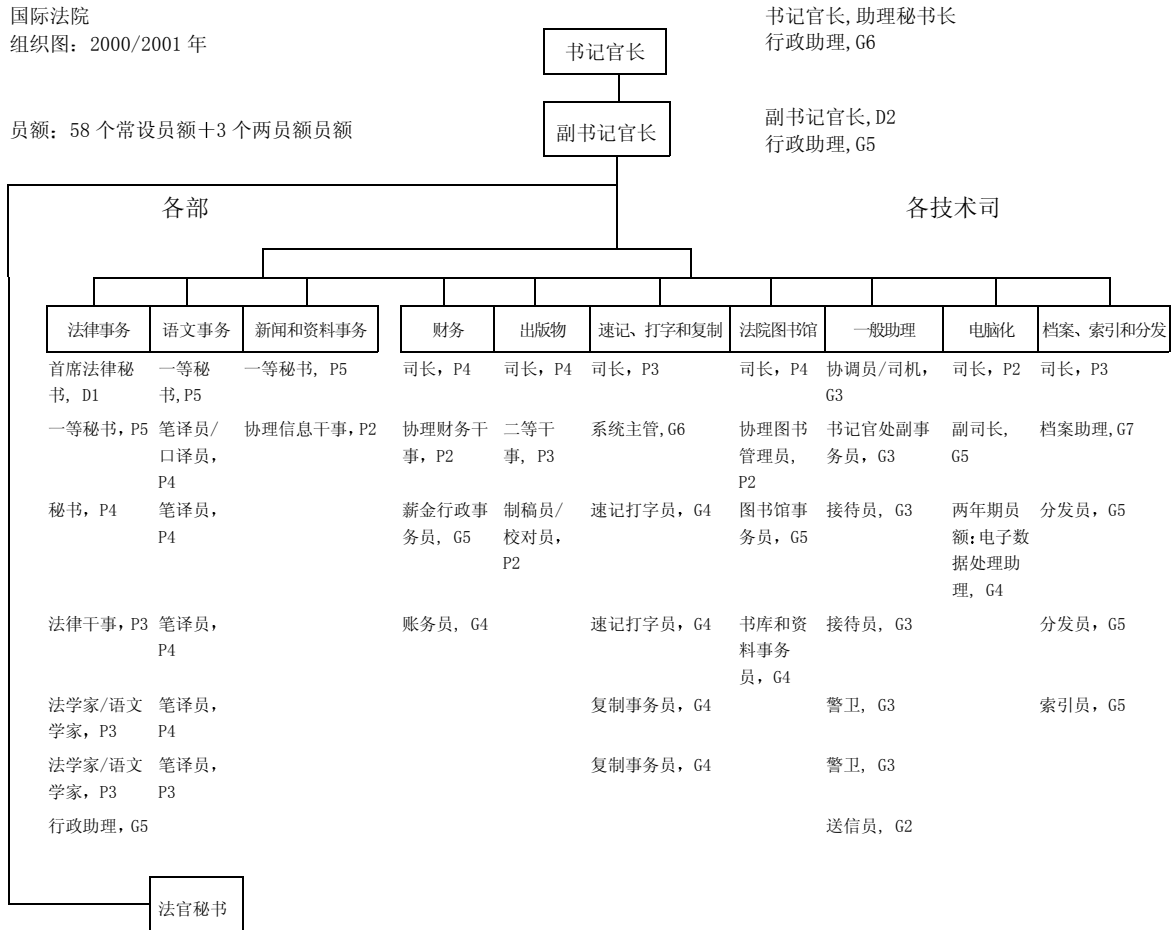 国际法院
组织图：2000/2001 年
书记官长
书记官长,助理秘书长
行政助理,G6
员额：58 个常设员额＋3 个两员额员额
副书记官长
副书记官长,D2
行政助理,G5
各部
各技术司
法律事务
语文事务
新闻和资料事务
财务
出版物
速记、打字和复制
法院图书馆
一般助理
电脑化
档案、索引和分发
首席法律秘
书, D1
一等秘
书,P5
一等秘书, P5
司长，P4
司长，P4
司长，P3
司长，P4
协调员/司机，
G3
司长，P2
司长，P3
一等秘书，P5
笔译员/
口译员，
P4
协理信息干事，P2
协理财务干
事，P2
二等干
事, P3
系统主管,G6
协理图书
管理员,
P2
书记官处副事
务员，G3
副司长,
G5
档案助理,G7
秘书，P4
笔译员，
P4
薪金行政事
务员, G5
制稿员/
校对员，
P2
速记打字员，G4
图书馆事
务员，G5
接待员, G3
两年期员
额：电子数
据处理助
理, G4
分发员，G5
法律干事，P3
笔译员，
P4
账务员, G4
速记打字员，G4
书库和资
料事务
员，G4
接待员, G3
分发员，G5
法学家/语文
学家，P3
笔译员，
P4
复制事务员，G4
警卫, G3
索引员，G5
法学家/语文
学家，P3
笔译员，
P3
复制事务员，G4
警卫, G3
行政助理，G5
送信员, G2
法官秘书